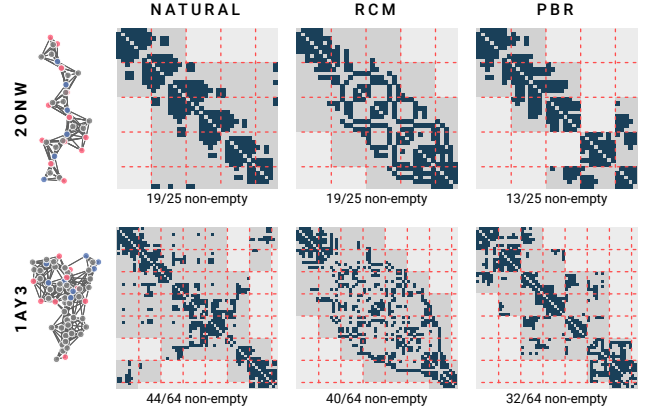 NATURAL RCM PBR
2ONW
19/25 non-empty 19/25 non-empty 13/25 non-empty
1AY3
44/64 non-empty 40/64 non-empty 32/64 non-empty